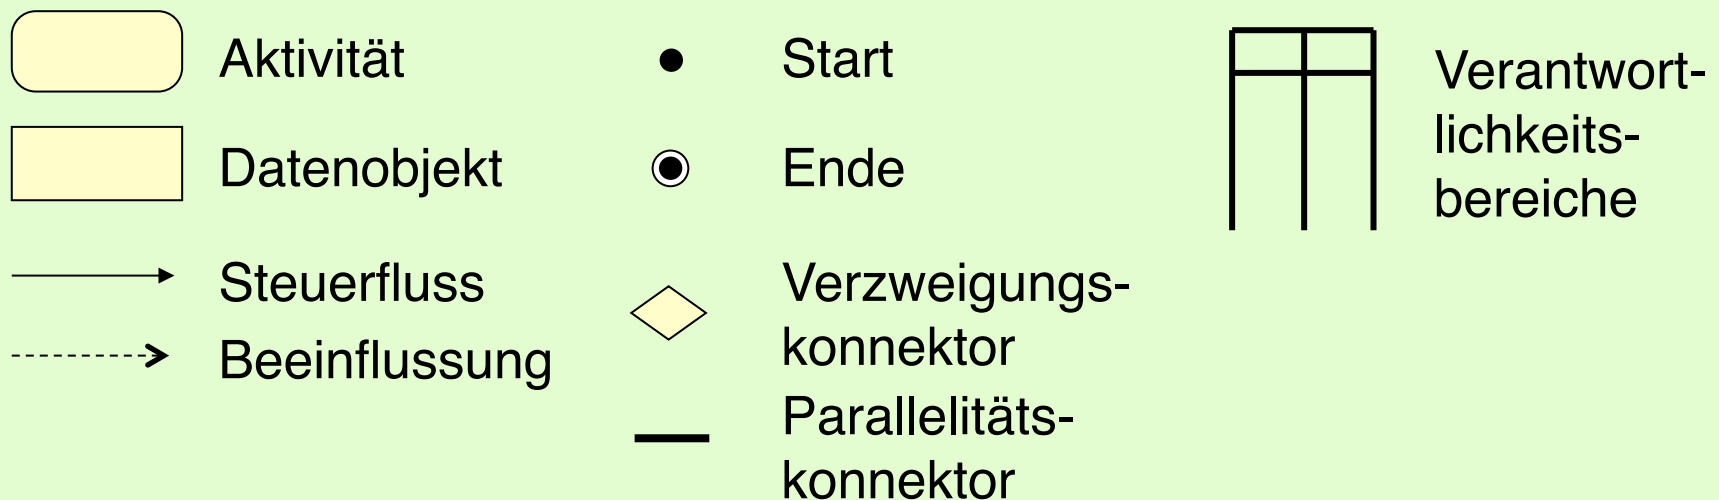 Aktivität
Datenobjekt
Steuerfluss
Beeinflussung
Start
Ende
Verzweigungs-
konnektor
Parallelitäts-
konnektor
Verantwort-
lichkeits-
bereiche